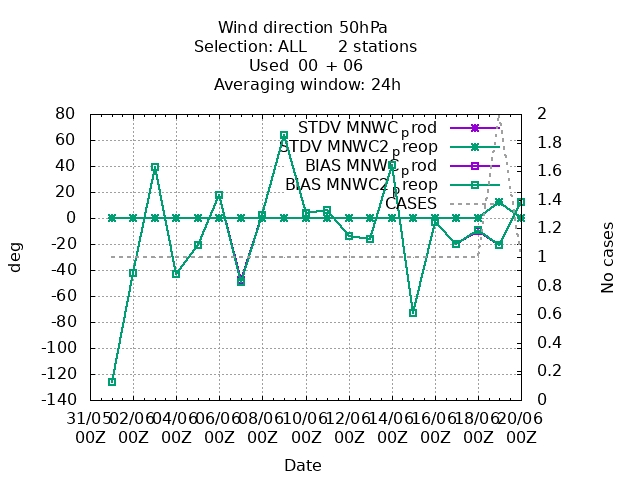 Wind direction 50hPa
Selection: ALL 2 stations
Used 00 + 06
Averaging window: 24h
80
60
40
20
0
-20
-40
-60
-80
-100
-120
-140
deg
2
1.8
1.6
1.4
1.2
1
0.8
0.6
0.4
0.2
0
No cases
STDV MNWC_prod
STDV MNWC2_preop
BIAS MNWC_prod
BIAS MNWC2_preop
CASES
31/05 02/06 04/06 06/06 08/06 10/06 12/06 14/06 16/06 18/06 20/06
00Z 00Z 00Z 00Z 00Z 00Z 00Z 00Z 00Z 00Z 00Z
Date